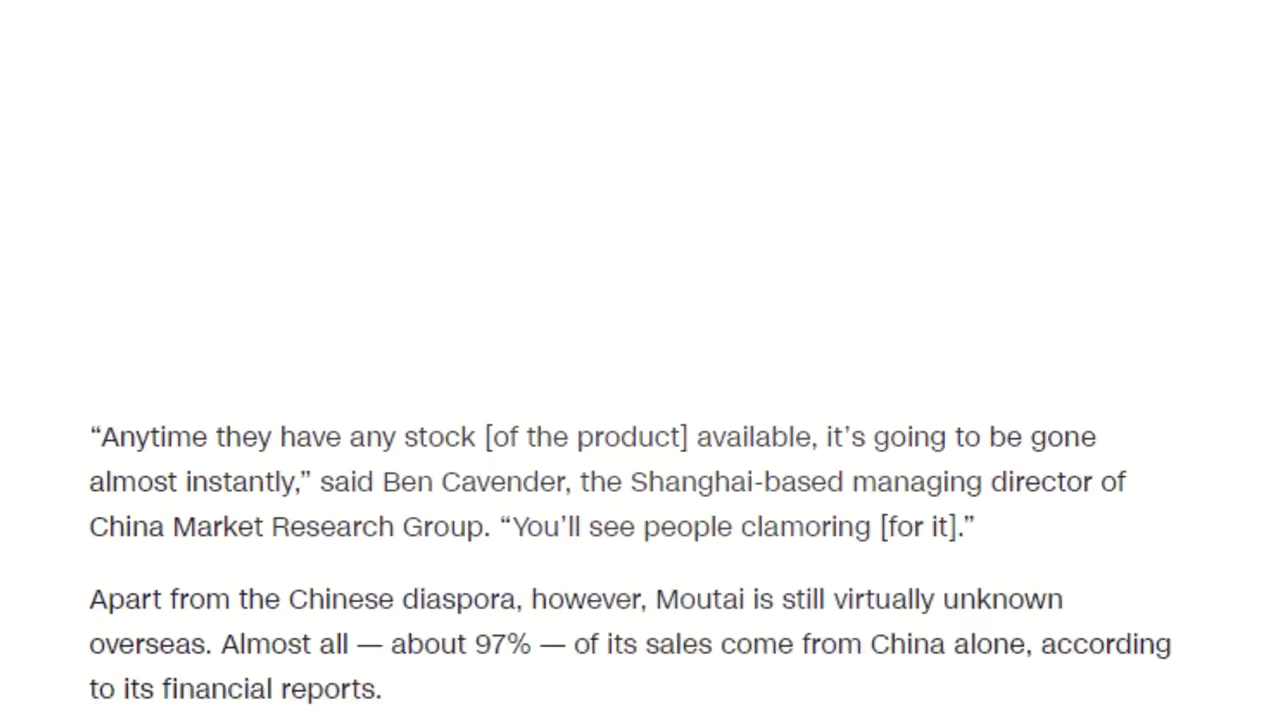 “Anytime they have any stock [of the product] available, it’s going to be gone
almost instantly,” said Ben Cavender, the Shanghai-based managing director of
China Market Research Group. “You’ll see people clamoring [for it].”
Apart from the Chinese diaspora, however, Moutai is still virtually unknown
overseas. Almost all — about 97% — of its sales come from China alone, according
to its financial reports.